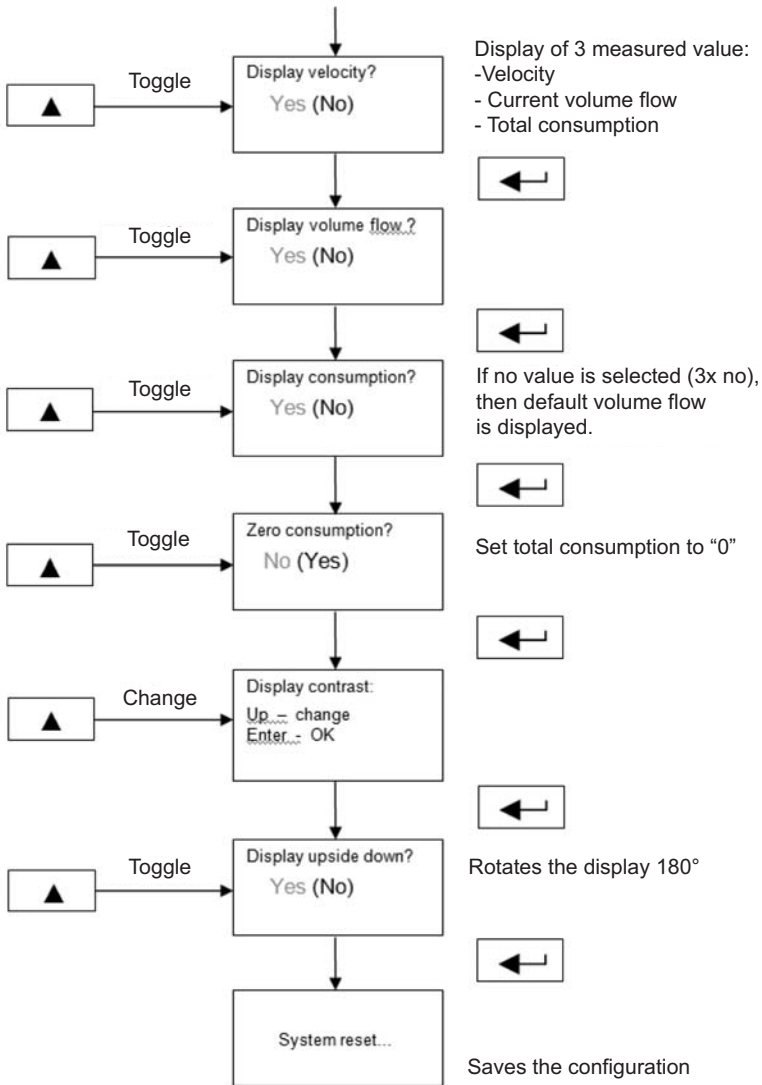 Display of 3 measured value:
-Velocity
- Current volume flow
- Total consumption
Toggle
Display velocity?
Yes (No)
Toggle
Display volume flow ?
Yes (No)
Toggle
Display consumption?
Yes (No)
If no value is selected (3x no),
then default volume flow
is displayed.
Toggle
Zero consumption?
No (Yes)
Set total consumption to “0”
Change
Display contrast:
Up – change
Enter - OK
Toggle
Display upside down?
Yes (No)
Rotates the display 180°
System reset...
Saves the configuration